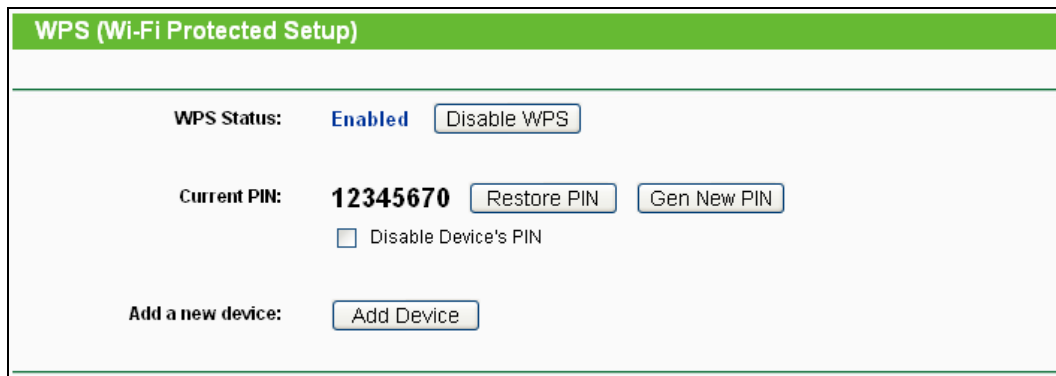 WPS (Wi-Fi Protected Setup)
WPS Status: Enabled Disable WPS
Current PIN: 12345670 Restore PIN Gen New PIN
Disable Device's PIN
Add a new device: Add Device